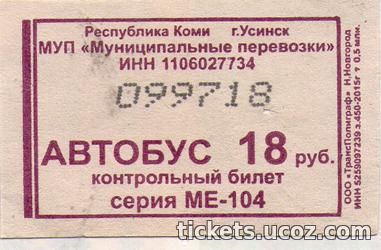 Республика Коми г.Усинск
МУП «Муниципальные перевозки»
ИНН 1106027734
099718
АВТОБУС 18 руб.
контрольный билет
серия МЕ-104
ООО «ТрансПолиграф» Н.Новгород
ИНН 5259097239 з.450-2015г т 0,5 млн.
www.tickets.ucoz.com